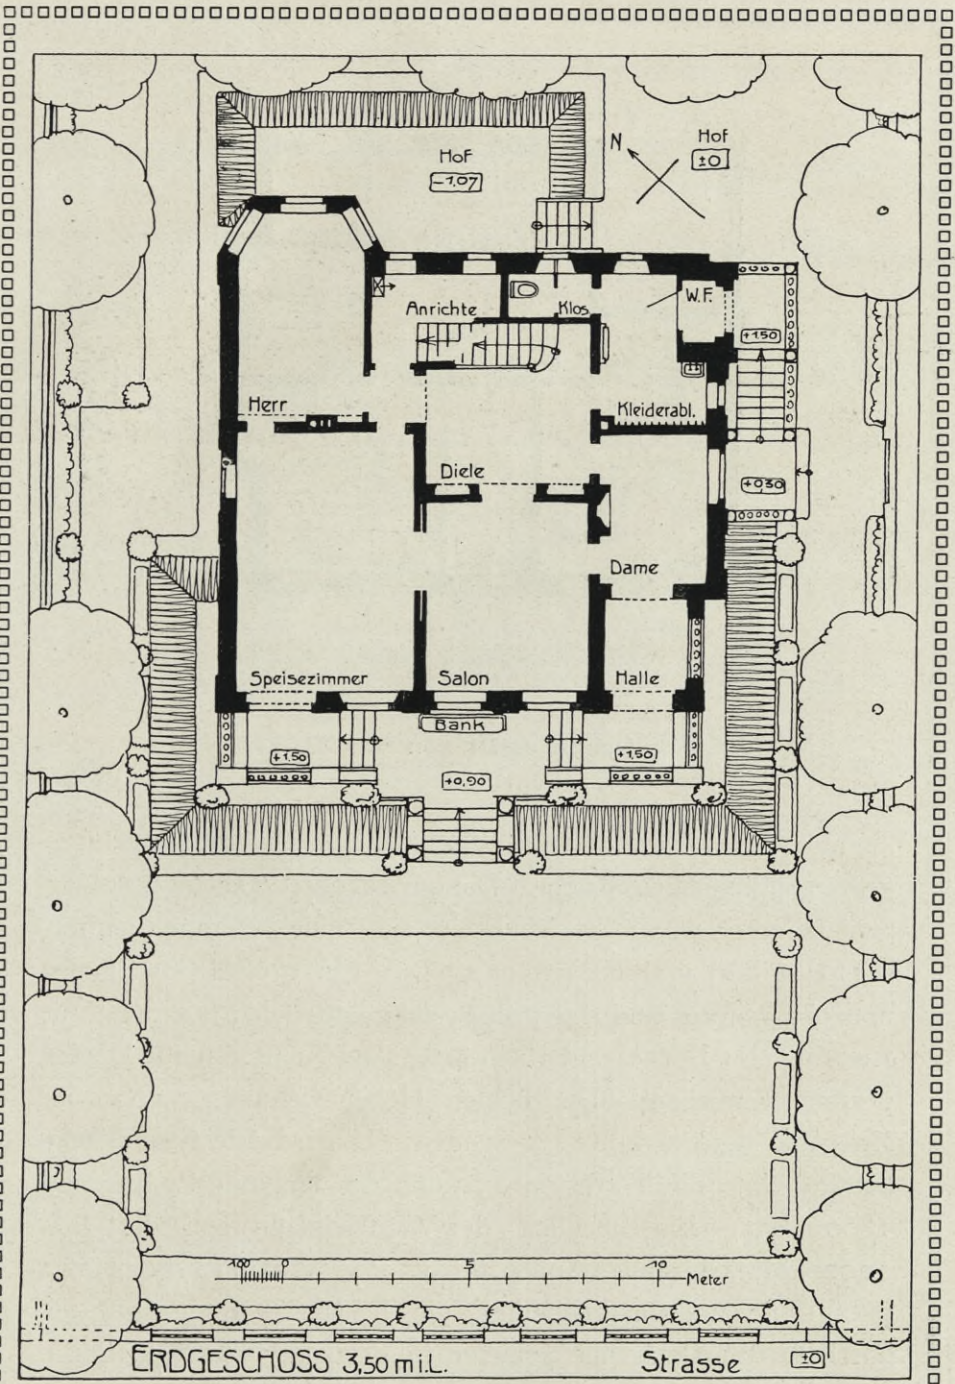 Hof
±0
N
Hof
-1,07
W.F.
Anrichte
Klos
+1.50
Herr
Kleiderabl.
Diele
+0.30
Dame
Speisezimmer
Salon
Halle
Bank
+1.50
+1.50
+0,90
100 0 5 10 Meter
ERDGESCHOSS 3,50 m i.L.
Strasse ±0